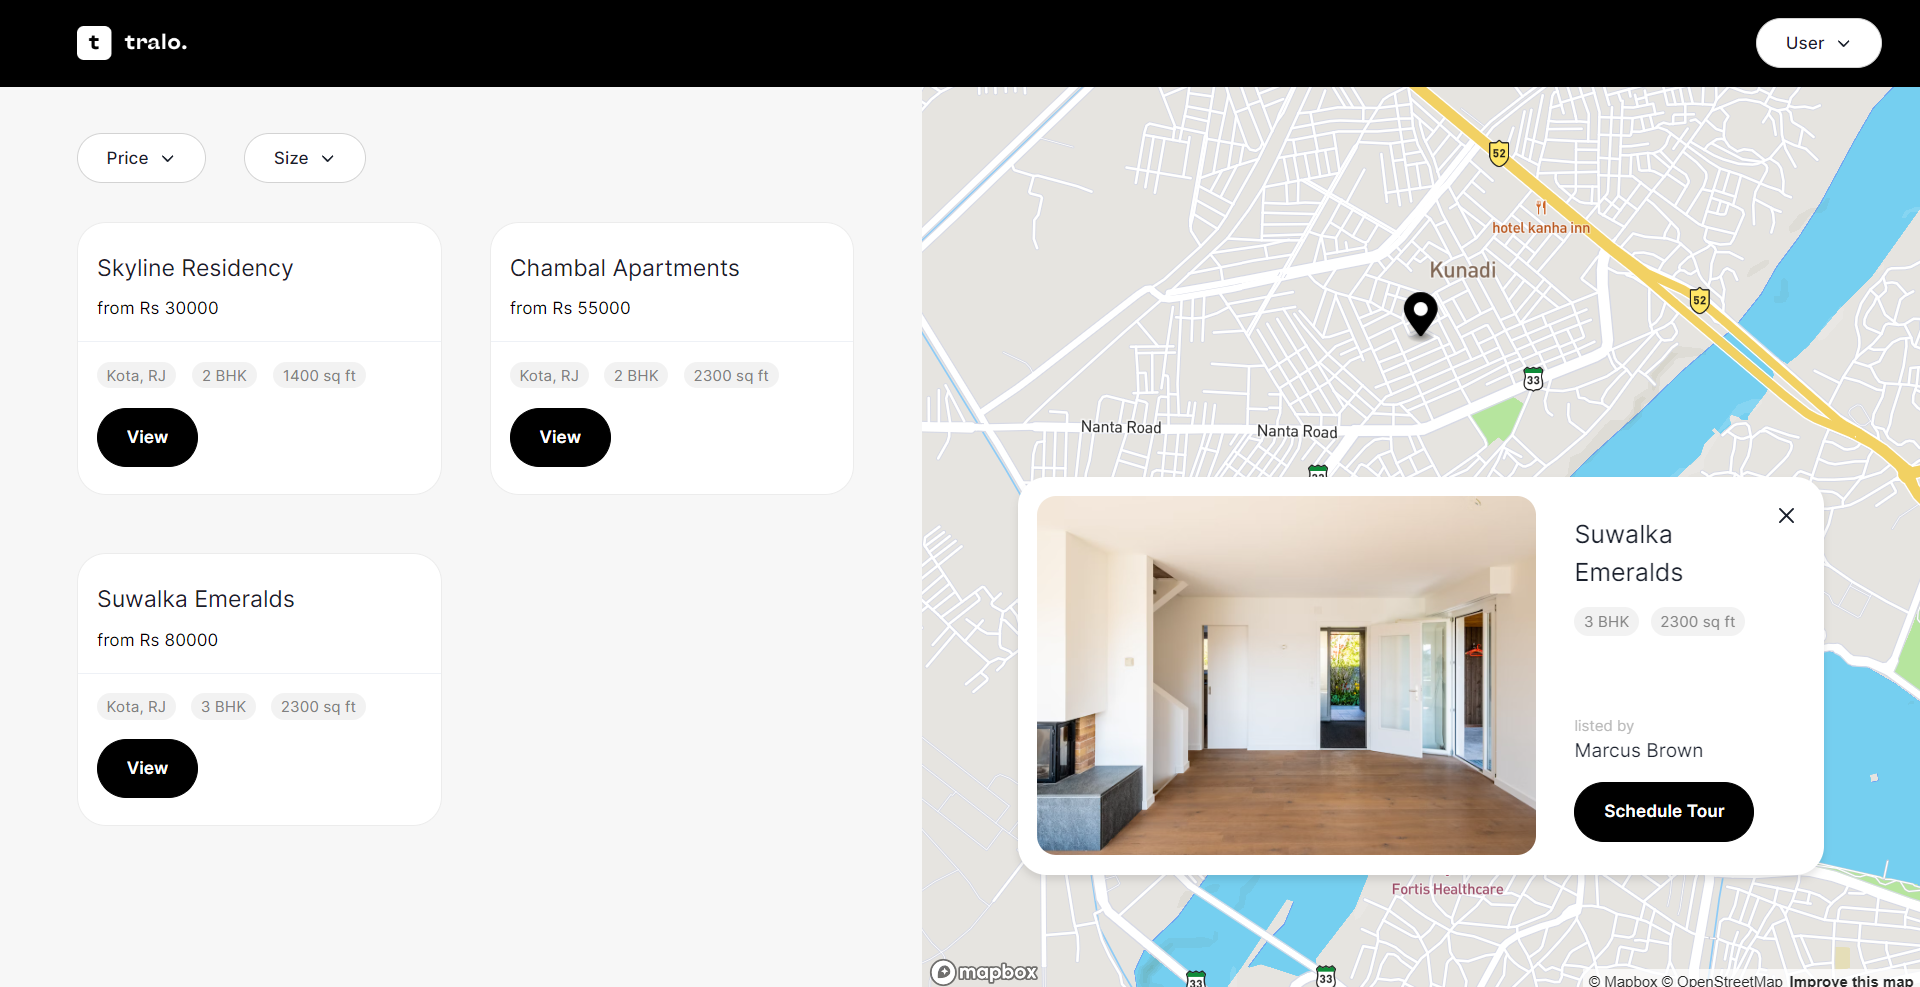 t tralo.
User
Price
Size
Skyline Residency
from Rs 30000
Kota, RJ
2 BHK
1400 sq ft
View
Chambal Apartments
from Rs 55000
Kota, RJ
2 BHK
2300 sq ft
View
Suwalka Emeralds
from Rs 80000
Kota, RJ
3 BHK
2300 sq ft
View
52
hotel kanha inn
Kunadi
52
33
Nanta Road
Nanta Road
Suwalka
Emeralds
3 BHK
2300 sq ft
listed by
Marcus Brown
Schedule Tour
Fortis Healthcare
33
33
mapbox
© Mapbox © OpenStreetMap Improve this map